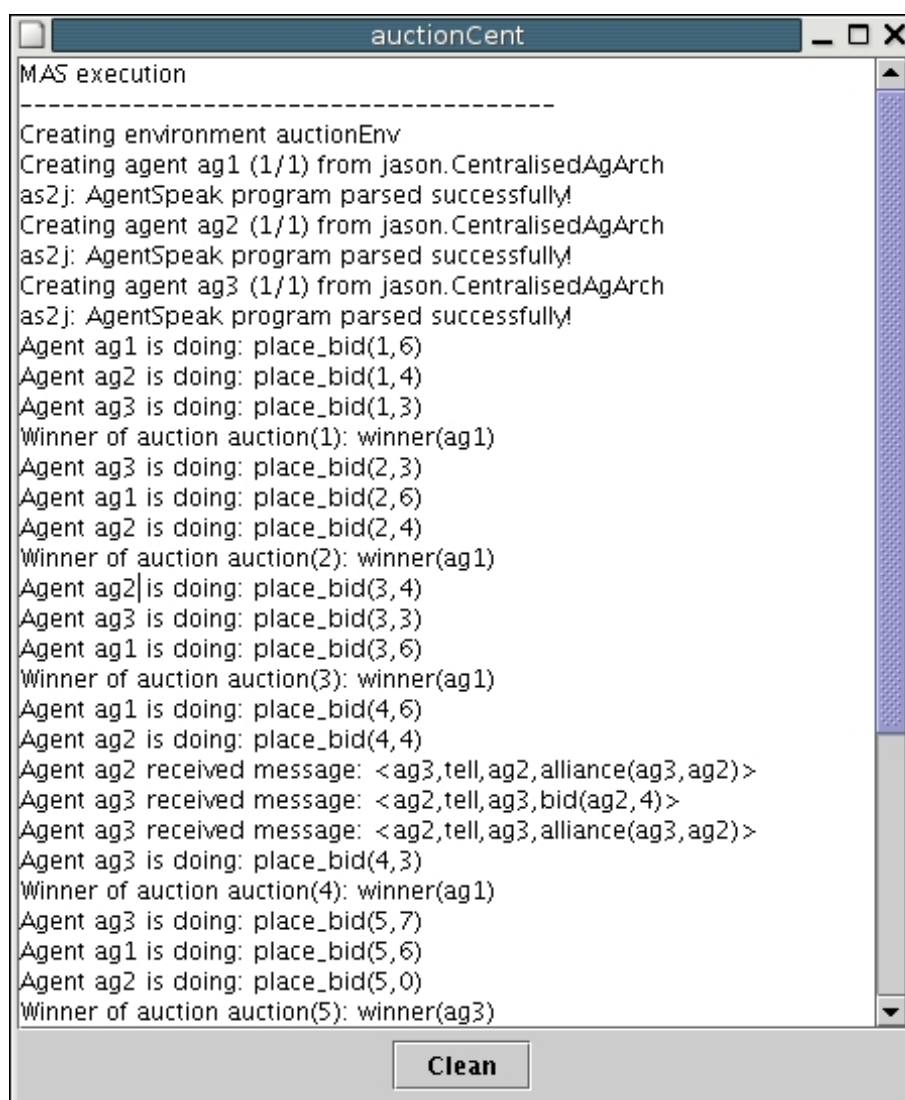 auctionCent
MAS execution
--------------------------------------
Creating environment auctionEnv
Creating agent ag1 (1/1) from jason.CentralisedAgArch
as2j: AgentSpeak program parsed successfully!
Creating agent ag2 (1/1) from jason.CentralisedAgArch
as2j: AgentSpeak program parsed successfully!
Creating agent ag3 (1/1) from jason.CentralisedAgArch
as2j: AgentSpeak program parsed successfully!
Agent ag1 is doing: place_bid(1,6)
Agent ag2 is doing: place_bid(1,4)
Agent ag3 is doing: place_bid(1,3)
Winner of auction auction(1): winner(ag1)
Agent ag3 is doing: place_bid(2,3)
Agent ag1 is doing: place_bid(2,6)
Agent ag2 is doing: place_bid(2,4)
Winner of auction auction(2): winner(ag1)
Agent ag2 is doing: place_bid(3,4)
Agent ag3 is doing: place_bid(3,3)
Agent ag1 is doing: place_bid(3,6)
Winner of auction auction(3): winner(ag1)
Agent ag1 is doing: place_bid(4,6)
Agent ag2 is doing: place_bid(4,4)
Agent ag2 received message: <ag3,tell,ag2,alliance(ag3,ag2)>
Agent ag3 received message: <ag2,tell,ag3,bid(ag2,4)>
Agent ag3 received message: <ag2,tell,ag3,alliance(ag3,ag2)>
Agent ag3 is doing: place_bid(4,3)
Winner of auction auction(4): winner(ag1)
Agent ag3 is doing: place_bid(5,7)
Agent ag1 is doing: place_bid(5,6)
Agent ag2 is doing: place_bid(5,0)
Winner of auction auction(5): winner(ag3)
Clean